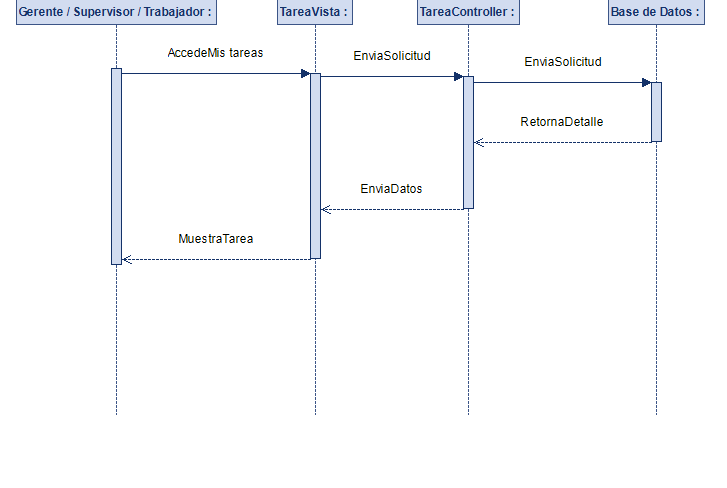 Gerente / Supervisor / Trabajador :
TareaVista :
TareaController :
Base de Datos :
AccedeMis tareas
EnviaSolicitud
EnviaSolicitud
RetornaDetalle
EnviaDatos
MuestraTarea